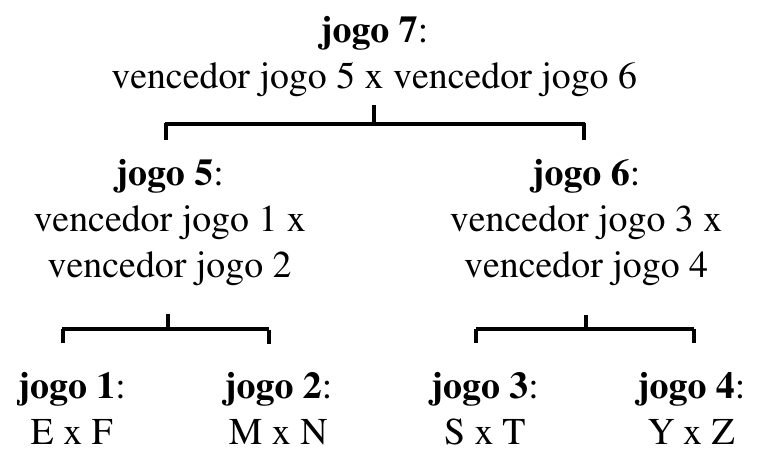 jogo 7:
vencedor jogo 5 x vencedor jogo 6
jogo 5:
vencedor jogo 1 x
vencedor jogo 2
jogo 6:
vencedor jogo 3 x
vencedor jogo 4
jogo 1:
E x F
jogo 2:
M x N
jogo 3:
S x T
jogo 4:
Y x Z